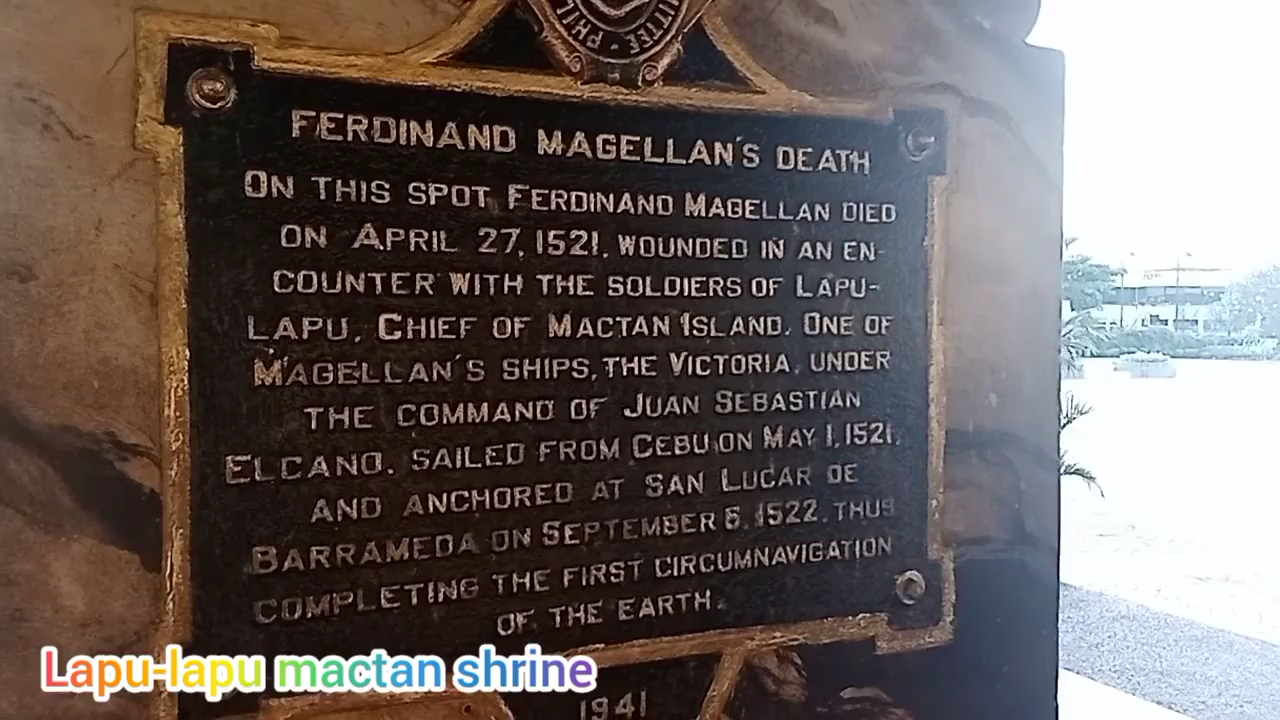 PHIL
MITTEE
FERDINAND MAGELLAN'S DEATH
ON THIS SPOT FERDINAND MAGELLAN DIED
ON APRIL 27, 1521, WOUNDED IN AN EN-
COUNTER WITH THE SOLDIERS OF LAPU-
LAPU, CHIEF OF MACTAN ISLAND. ONE OF
MAGELLAN'S SHIPS, THE VICTORIA, UNDER
THE COMMAND OF JUAN SEBASTIAN
ELCANO, SAILED FROM CEBU ON MAY 1, 1521,
AND ANCHORED AT SAN LUCAR DE
BARRAMEDA ON SEPTEMBER 6, 1522, THUS
COMPLETING THE FIRST CIRCUMNAVIGATION
OF THE EARTH.
1941
Lapu-lapu mactan shrine